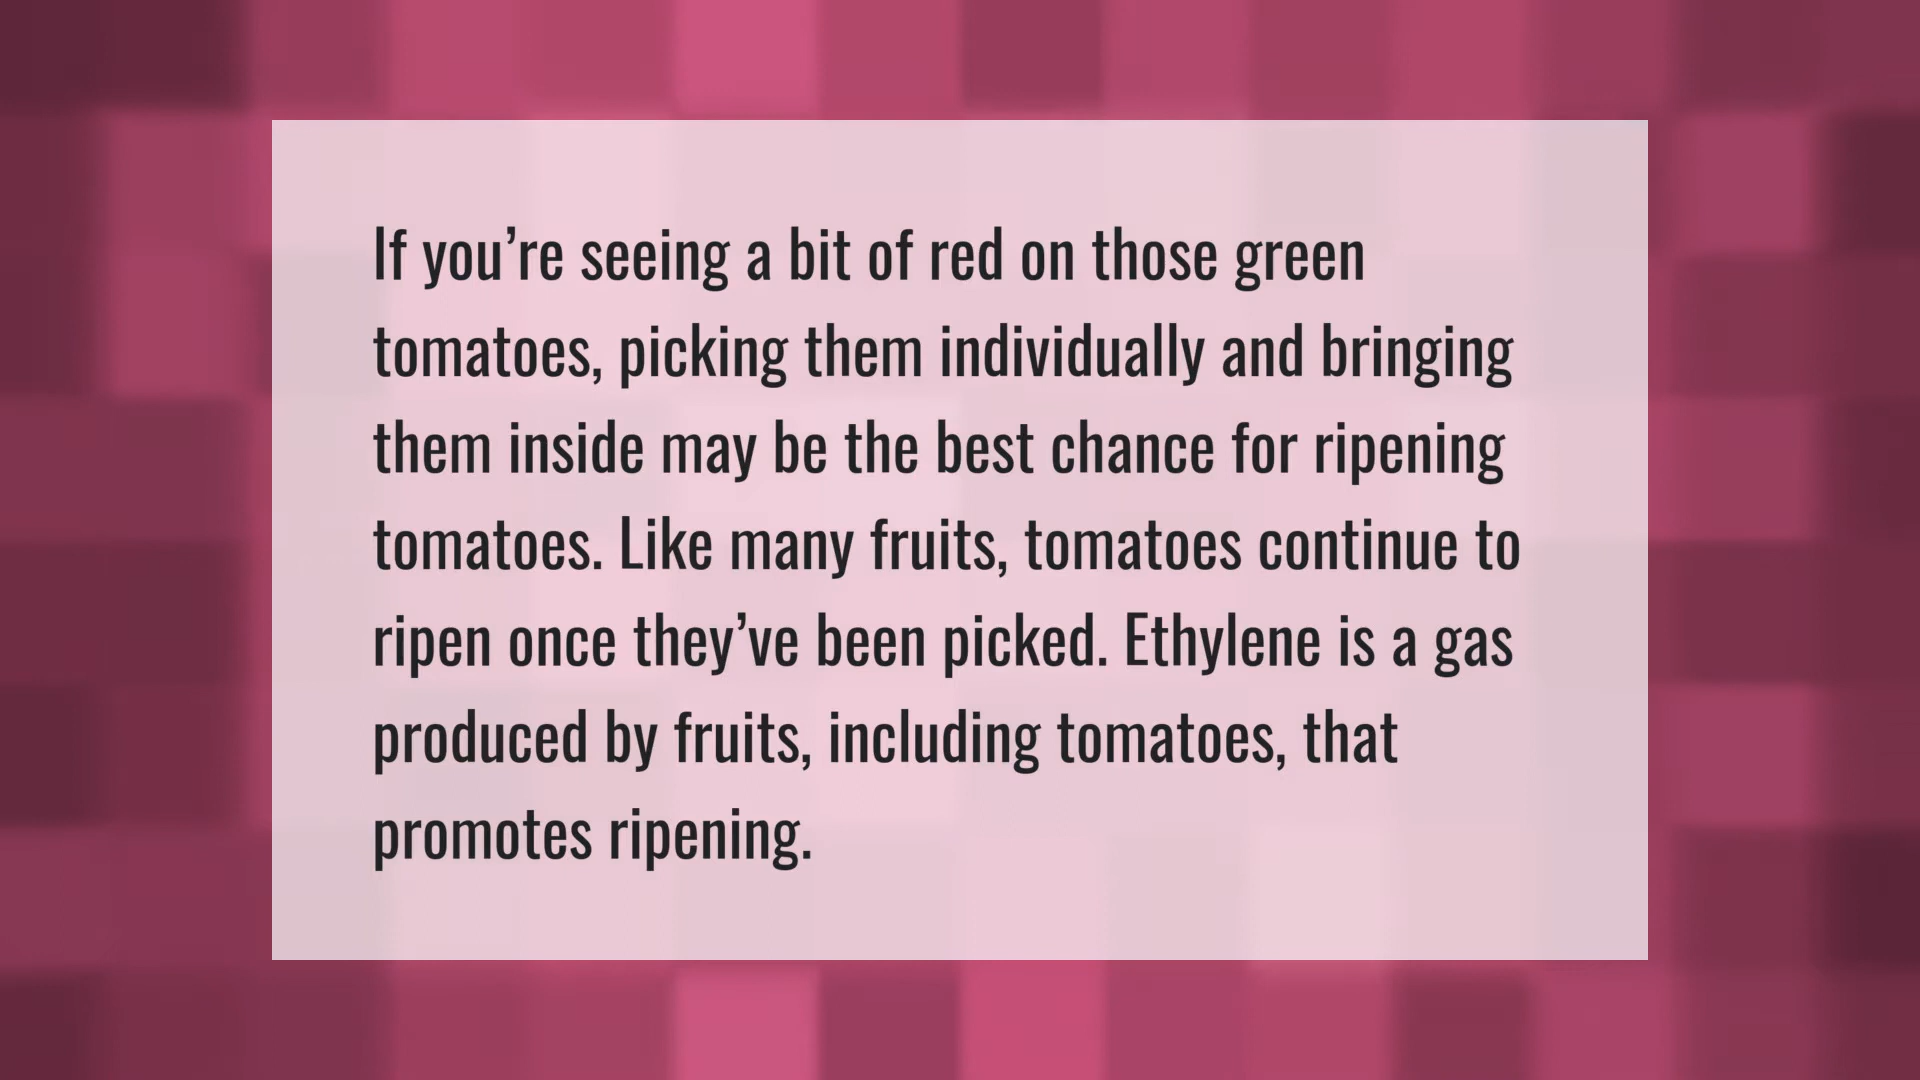 If you’re seeing a bit of red on those green
tomatoes, picking them individually and bringing
them inside may be the best chance for ripening
tomatoes. Like many fruits, tomatoes continue to
ripen once they’ve been picked. Ethylene is a gas
produced by fruits, including tomatoes, that
promotes ripening.